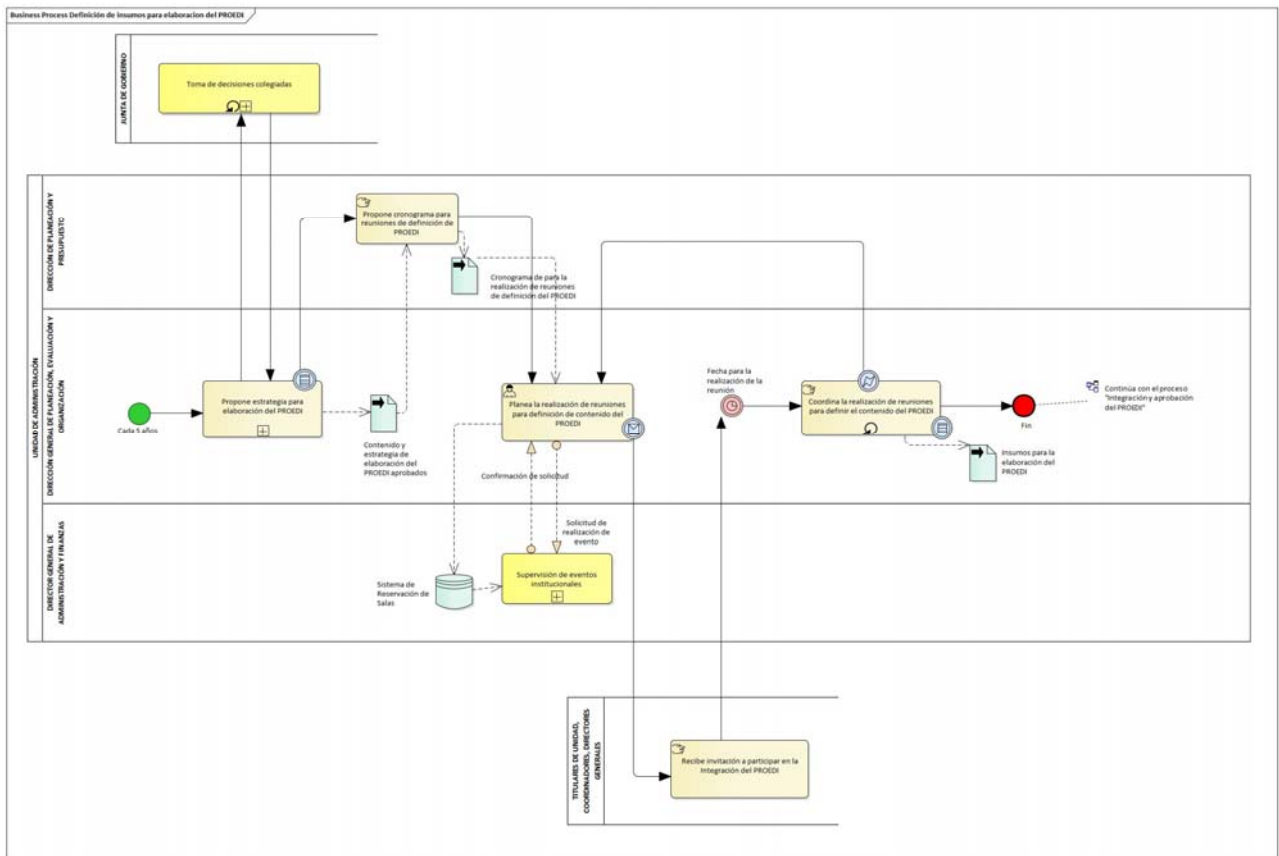 Business Process Definición de insumos para elaboracion del PROEDI
JUNTA DE GOBIERNO
Toma de decisiones colegiadas
UNIDAD DE ADMINISTRACIÓN
DIRECCIÓN DE PLANEACIÓN Y
PRESUPUESTO
Propone cronograma para
reuniones de definición de
PROEDI
Cronograma de para la
realización de reuniones
de definición del PROEDI
DIRECCIÓN GENERAL DE PLANEACIÓN, EVALUACIÓN Y
ORGANIZACIÓN
Cada 5 años
Propone estrategia para
elaboración del PROEDI
Contenido y
estrategia de
elaboración del
PROEDI aprobados
Planea la realización de reuniones
para definición de contenido del
PROEDI
Confirmación de solicitud
Fecha para la
realización de la
reunión
Coordina la realización de reuniones
para definir el contenido del PROEDI
Insumos para la
elaboración del
PROEDI
Fin
Continúa con el proceso
"Integración y aprobación
del PROEDI"
DIRECTOR GENERAL DE
ADMINISTRACIÓN Y FINANZAS
Solicitud de
realización de
evento
Sistema de
Reservación de
Salas
Supervisión de eventos
institucionales
TITULARES DE UNIDAD,
COORDINADORES, DIRECTORES
GENERALES
Recibe invitación a participar en la
Integración del PROEDI